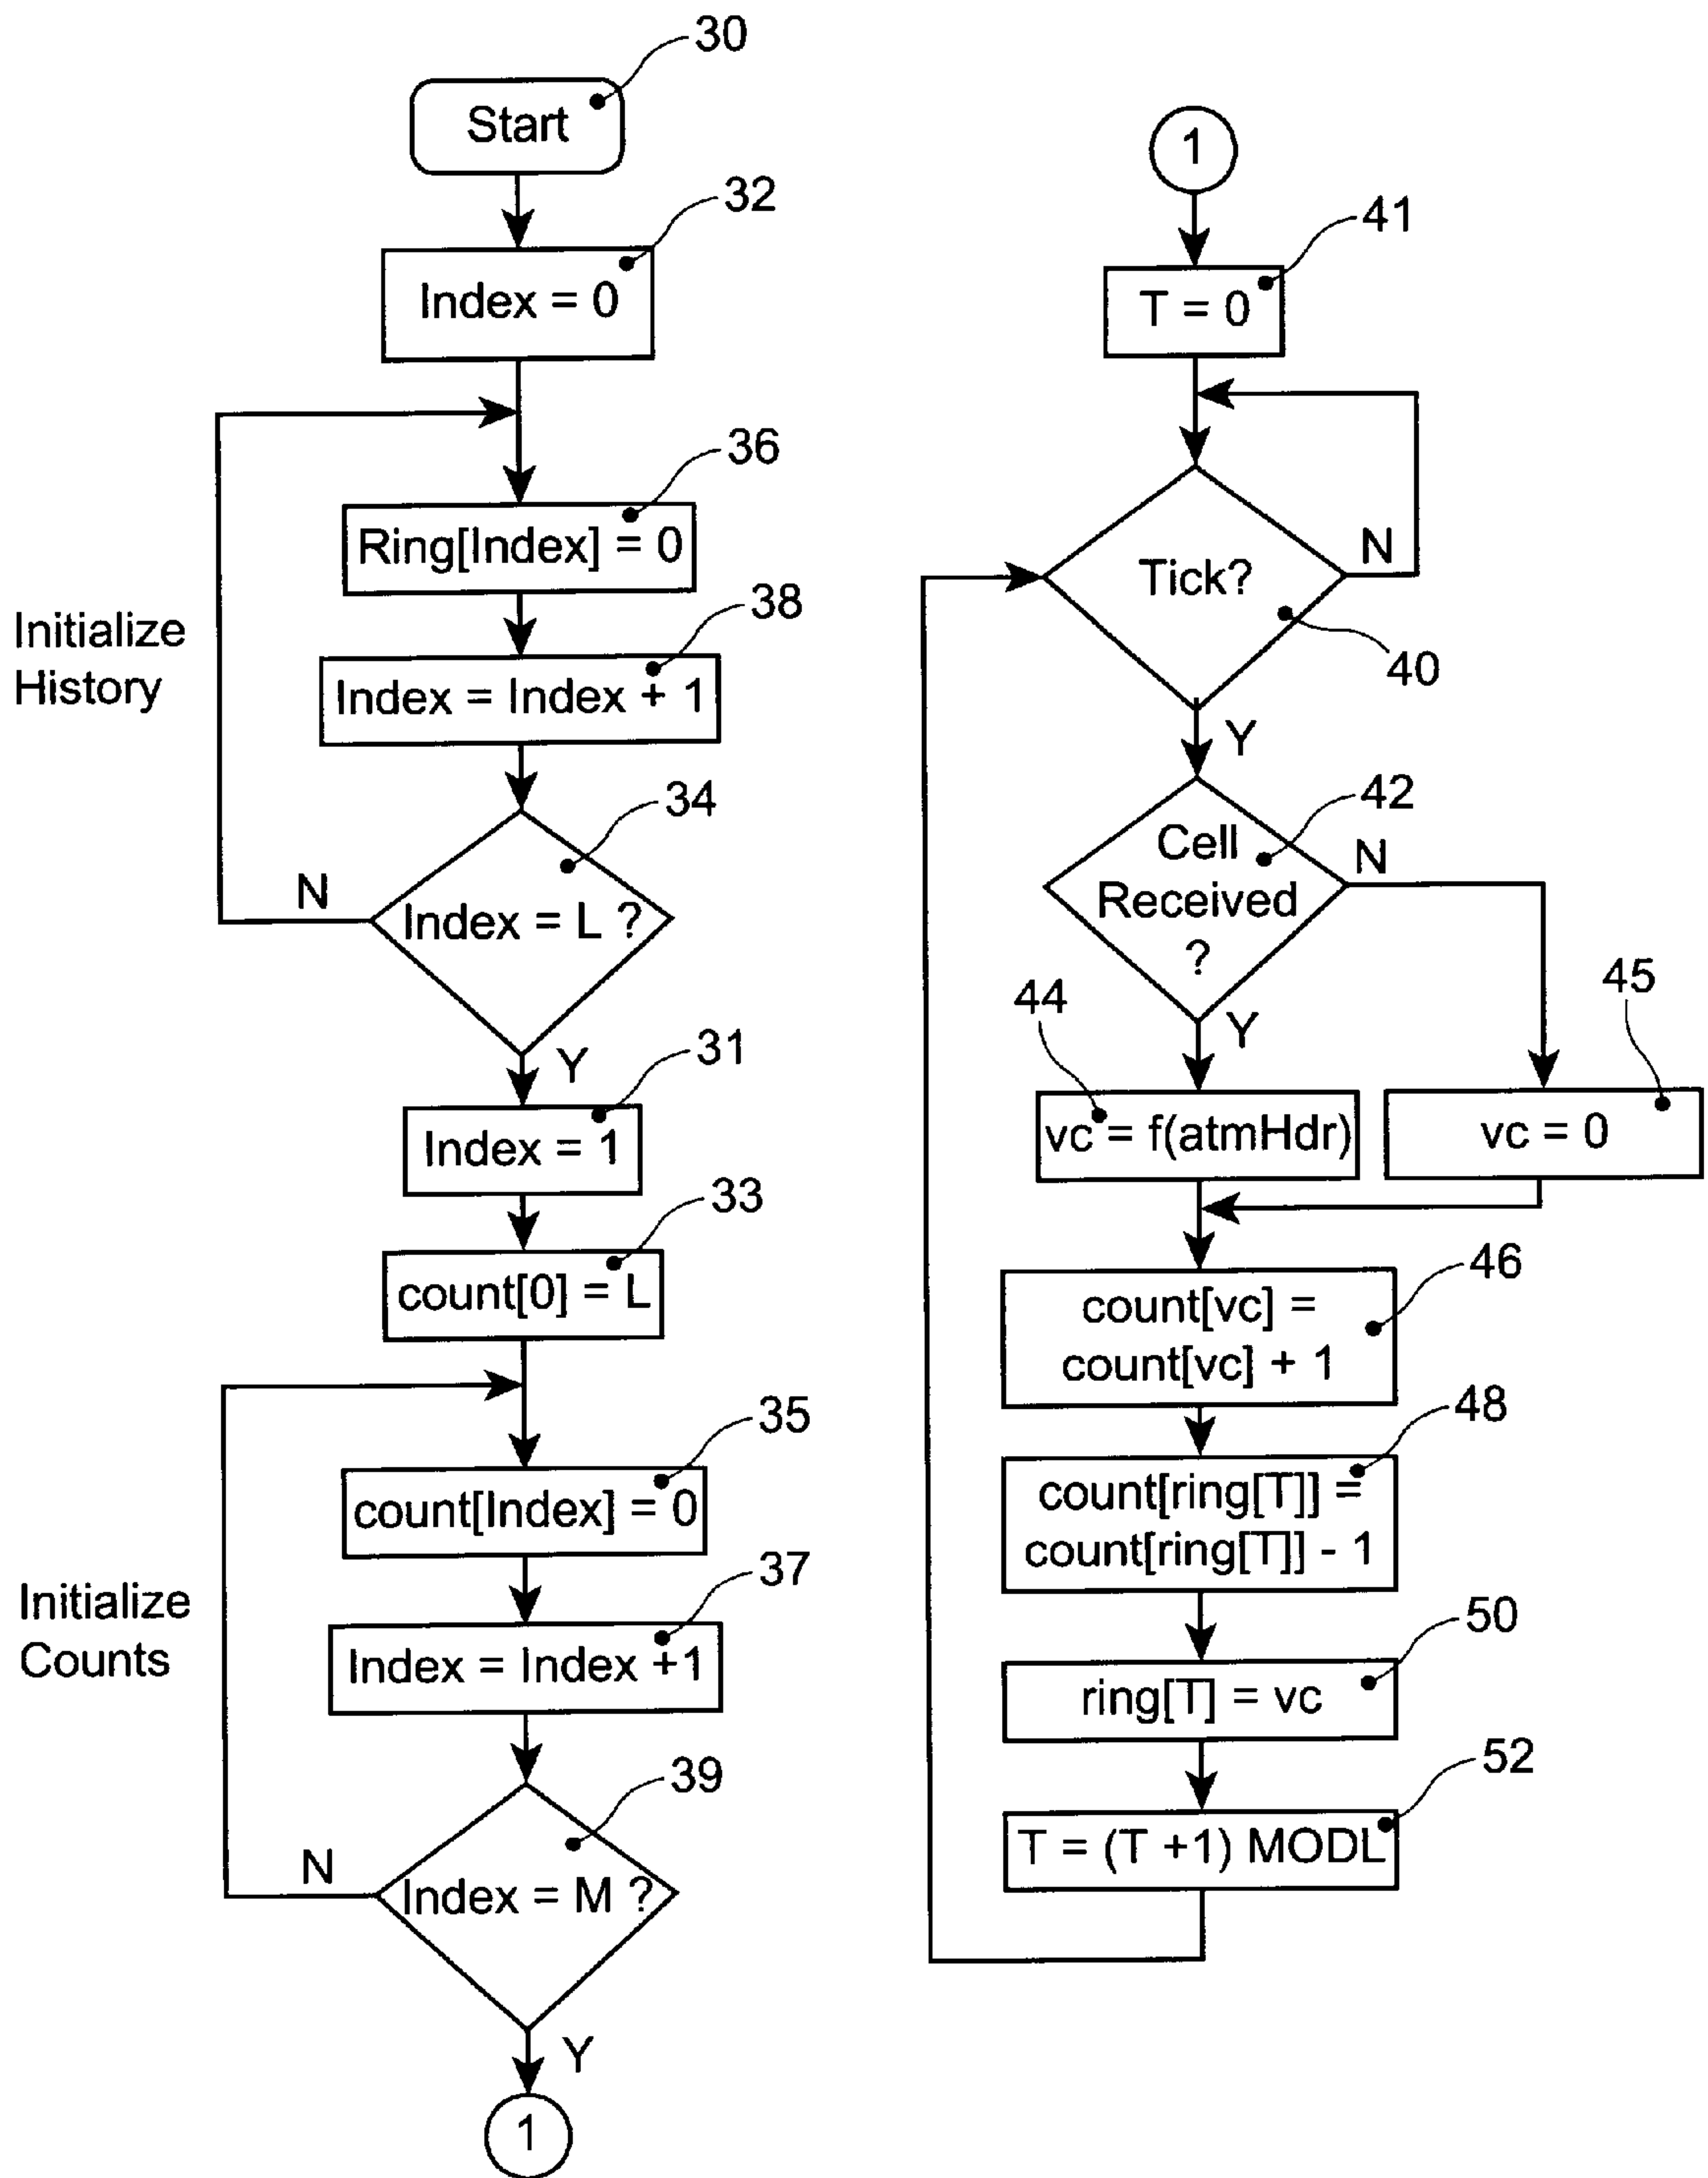 30
Start
32
Index = 0
36
Ring[Index] = 0
38
Index = Index + 1
Initialize
History
34
N
Index = L ?
Y
31
Index = 1
33
count[0] = L
35
count[Index] = 0
37
Index = Index +1
Initialize
Counts
39
N
Index = M ?
Y
1
1
41
T = 0
Tick?
N
40
Y
42
Cell
Received
?
N
44
Y
45
vc = f(atmHdr)
vc = 0
46
count[vc] =
count[vc] + 1
48
count[ring[T]] =
count[ring[T]] - 1
50
ring[T] = vc
52
T = (T +1) MODL